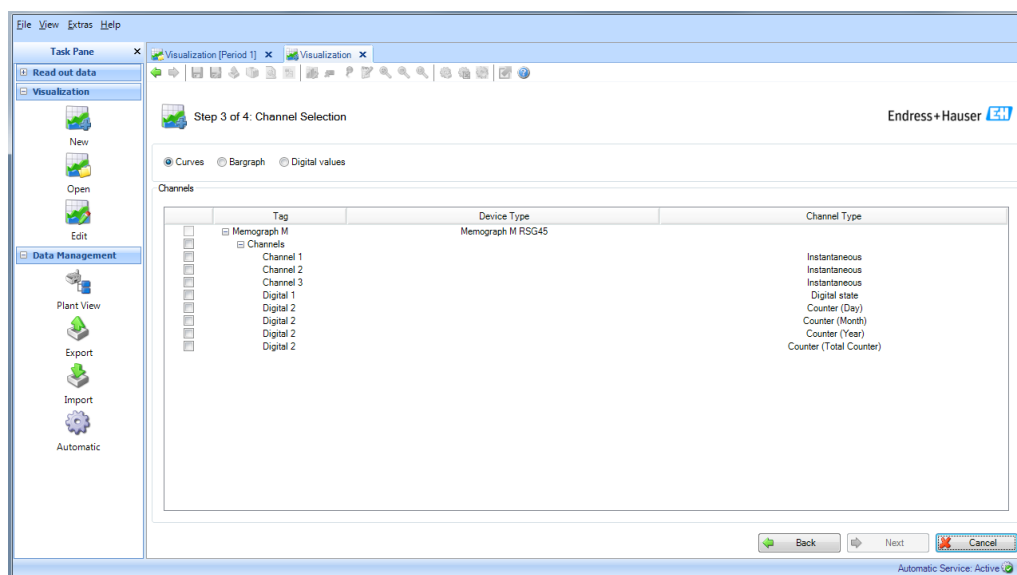 File View Extras Help
Task Pane x
Visualization [Period 1] x Visualization x
Read out data
Visualization
New
Open
Edit
Data Management
Plant View
Export
Import
Automatic
Step 3 of 4: Channel Selection
Endress+Hauser EH
Curves Bargraph Digital values
Channels
Tag Device Type Channel Type
Memograph M Memograph M RSG45
Channels
Channel 1 Instantaneous
Channel 2 Instantaneous
Channel 3 Instantaneous
Digital 1 Digital state
Digital 2 Counter (Day)
Digital 2 Counter (Month)
Digital 2 Counter (Year)
Digital 2 Counter (Total Counter)
Back Next Cancel
Automatic Service: Active